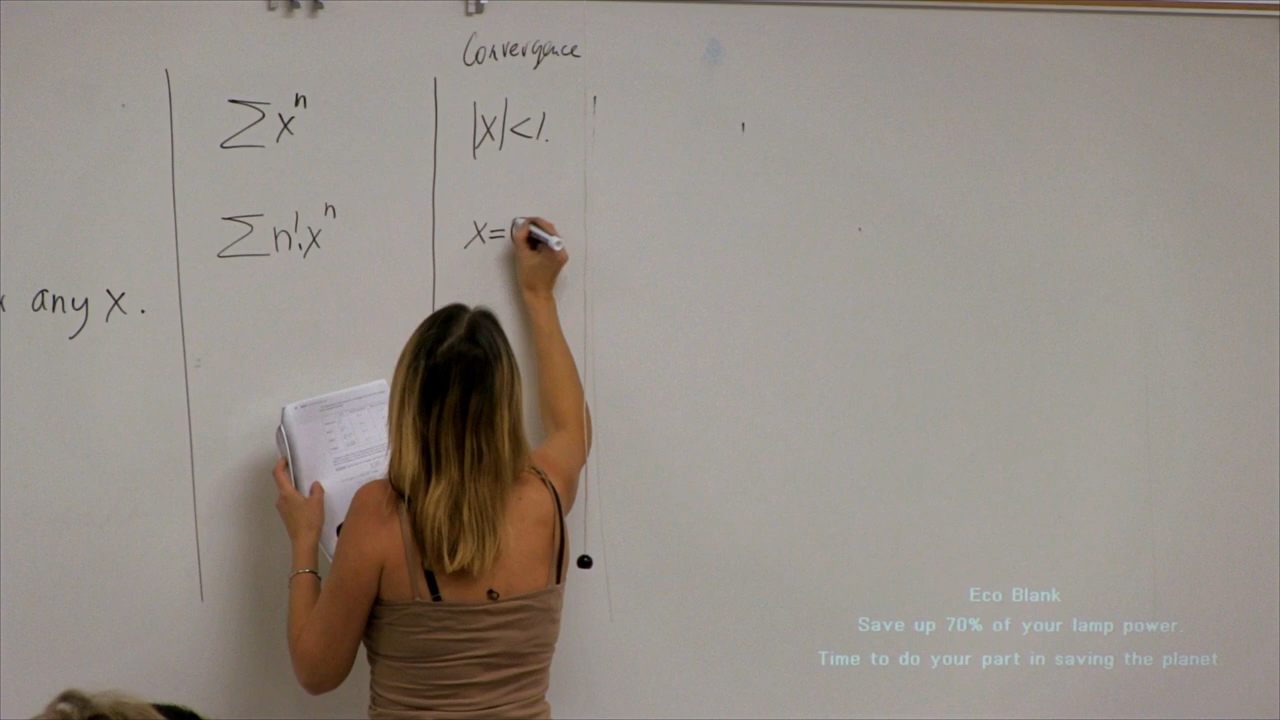 Convergence
∑ xⁿ
|x| < 1.
∑ n! xⁿ
x =
any x.
Eco Blank
Save up 70% of your lamp power.
Time to do your part in saving the planet